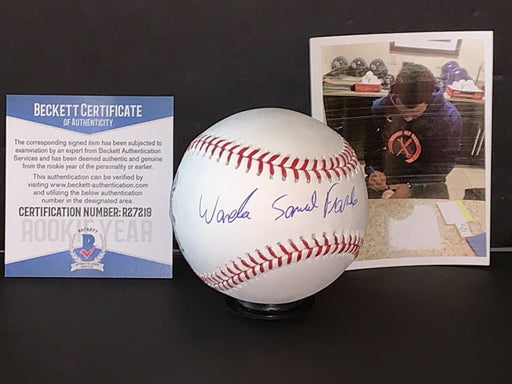 BECKETT CERTIFICATE
OF AUTHENTICITY
The corresponding signed item has been subjected to
examination by an expert from Beckett Authentication
Services and has been deemed authentic and genuine
from the rookie year of the personality or earlier.
This authentication can be verified by
visiting www.beckett-authentication.com
and utilizing the below authentication
number in the designated area.
CERTIFICATION NUMBER: R27219
ROOKIE YEAR
BECKETT
B
Wander Samuel Franco